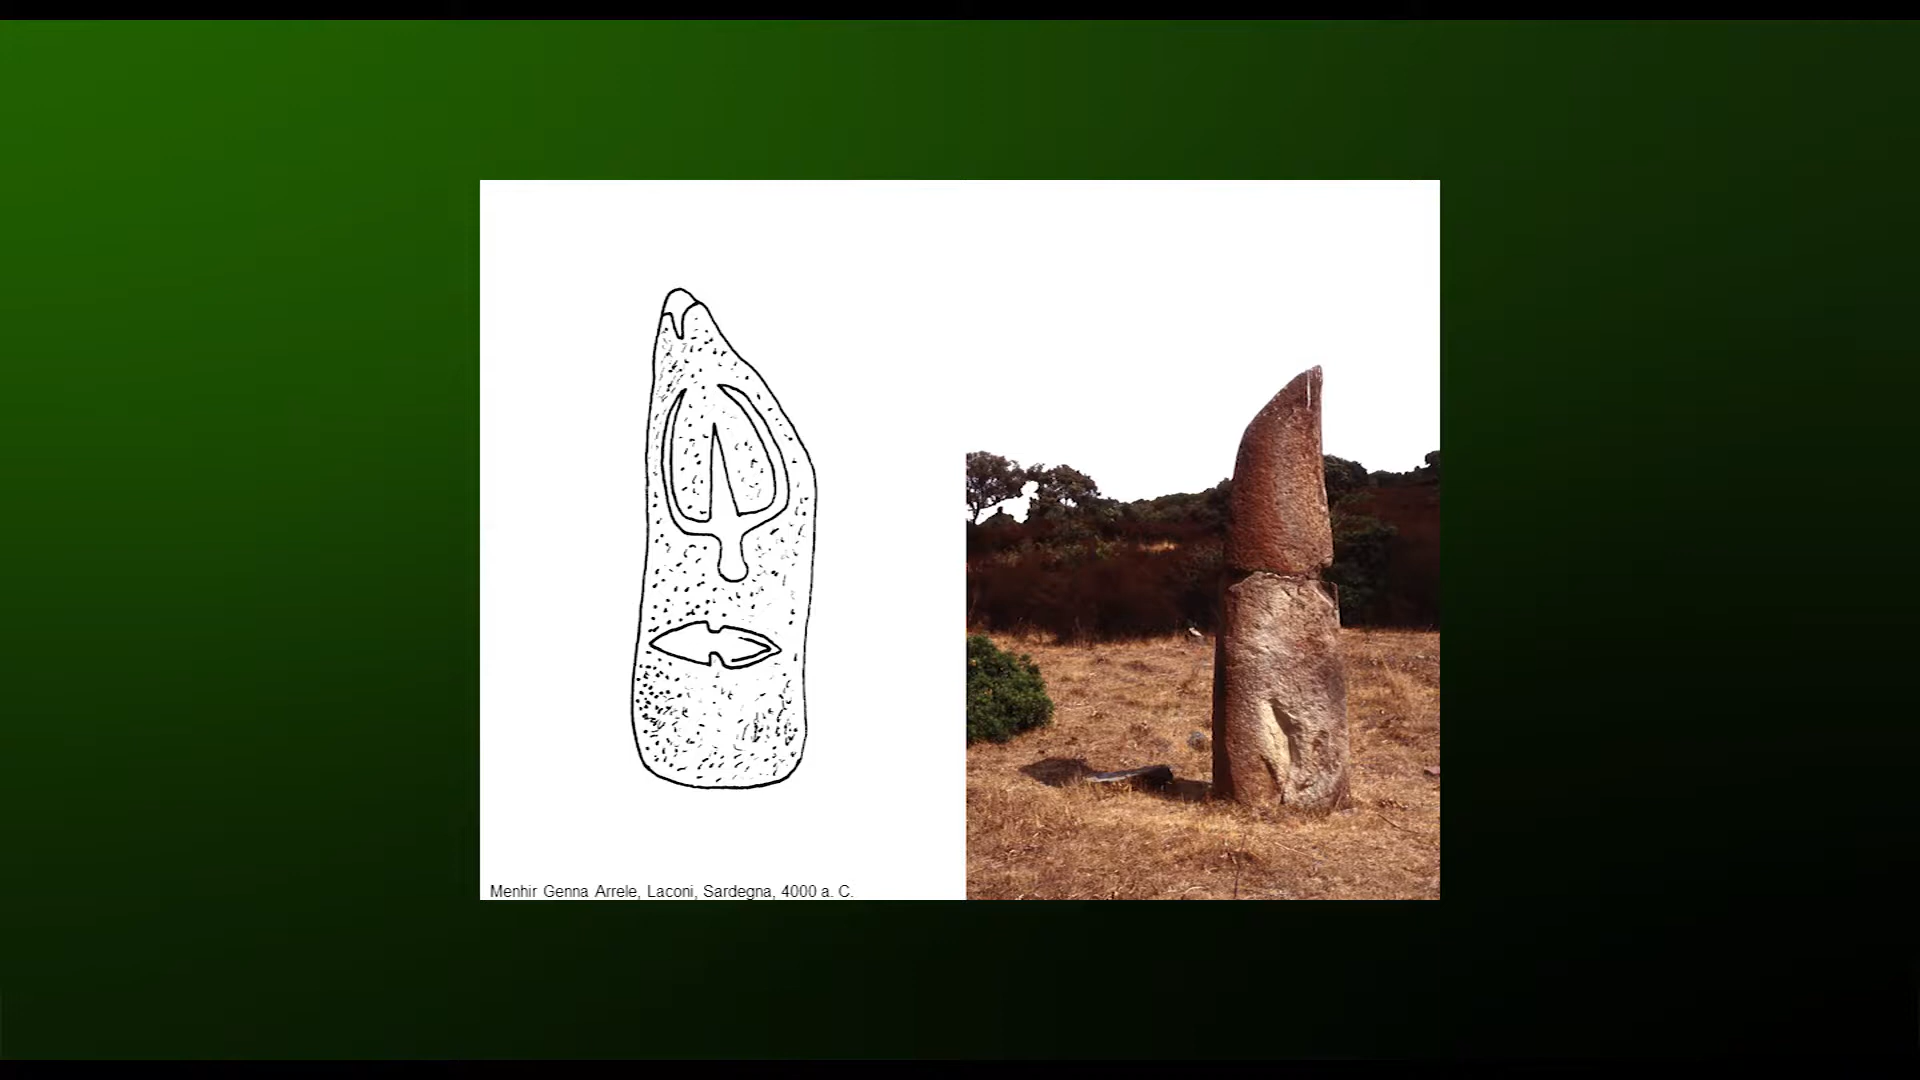 Menhir Genna Arrele, Laconi, Sardegna, 4000 a. C.